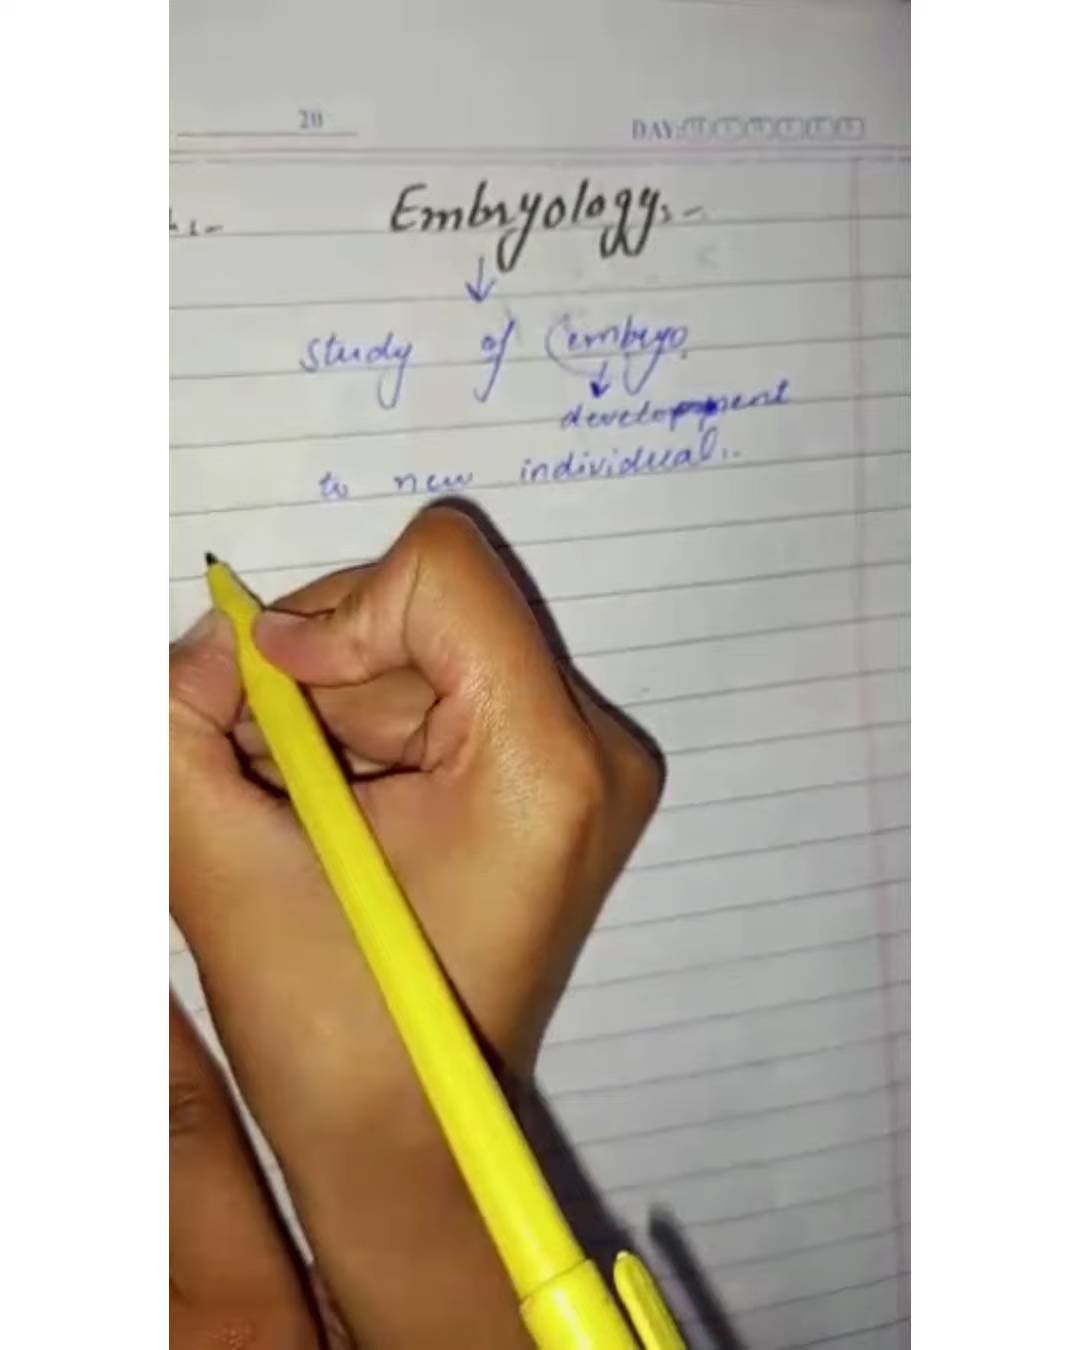 20
DAY:
Embryology:-
↓
study of (embryo.
↓
development
to new individual:-